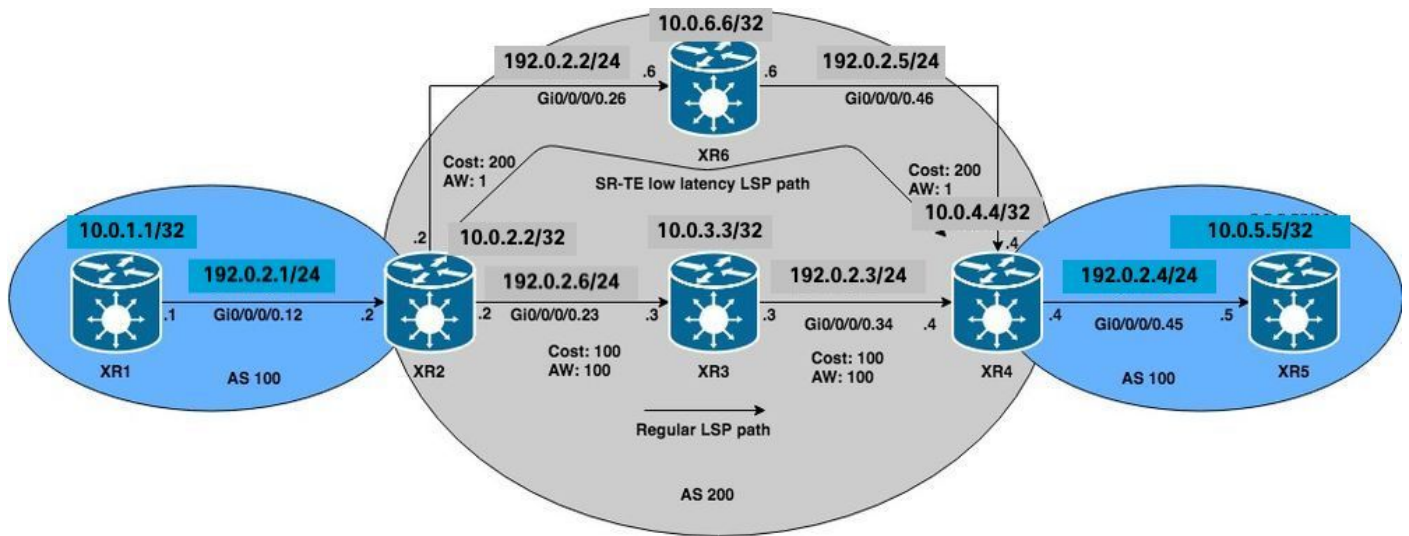 10.0.6.6/32
192.0.2.2/24
.6
.6
192.0.2.5/24
Gi0/0/0/0.26
Gi0/0/0/0.46
XR6
Cost: 200
AW: 1
SR-TE low latency LSP path
Cost: 200
AW: 1
10.0.1.1/32
.2
10.0.2.2/32
10.0.3.3/32
10.0.4.4/32
.4
10.0.5.5/32
192.0.2.1/24
192.0.2.6/24
192.0.2.3/24
192.0.2.4/24
.1
Gi0/0/0/0.12
.2
.2
Gi0/0/0/0.23
.3
.3
Gi0/0/0/0.34
.4
.4
Gi0/0/0/0.45
.5
XR1
AS 100
XR2
Cost: 100
AW: 100
XR3
Cost: 100
AW: 100
XR4
AS 100
XR5
Regular LSP path
AS 200